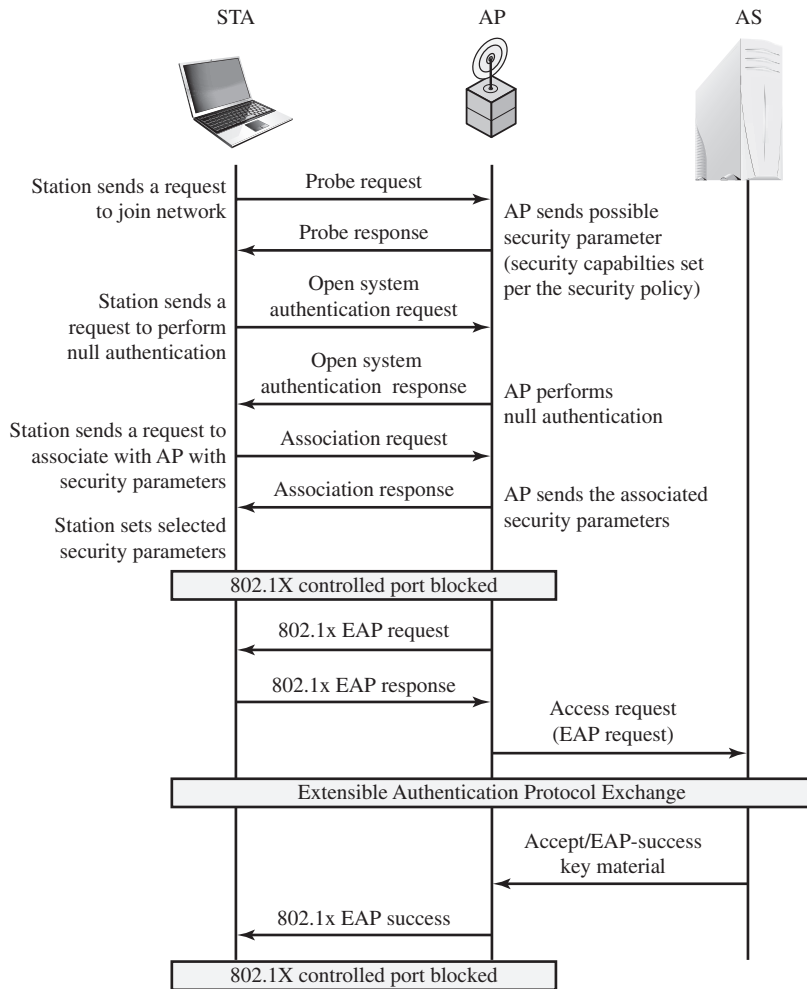 STA
AP
AS
Station sends a request
to join network
Probe request
Probe response
AP sends possible
security parameter
(security capabilties set
per the security policy)
Station sends a
request to perform
null authentication
Open system
authentication request
Open system
authentication response
AP performs
null authentication
Station sends a request to
associate with AP with
security parameters
Association request
Association response
AP sends the associated
security parameters
Station sets selected
security parameters
802.1X controlled port blocked
802.1x EAP request
802.1x EAP response
Access request
(EAP request)
Extensible Authentication Protocol Exchange
Accept/EAP-success
key material
802.1x EAP success
802.1X controlled port blocked